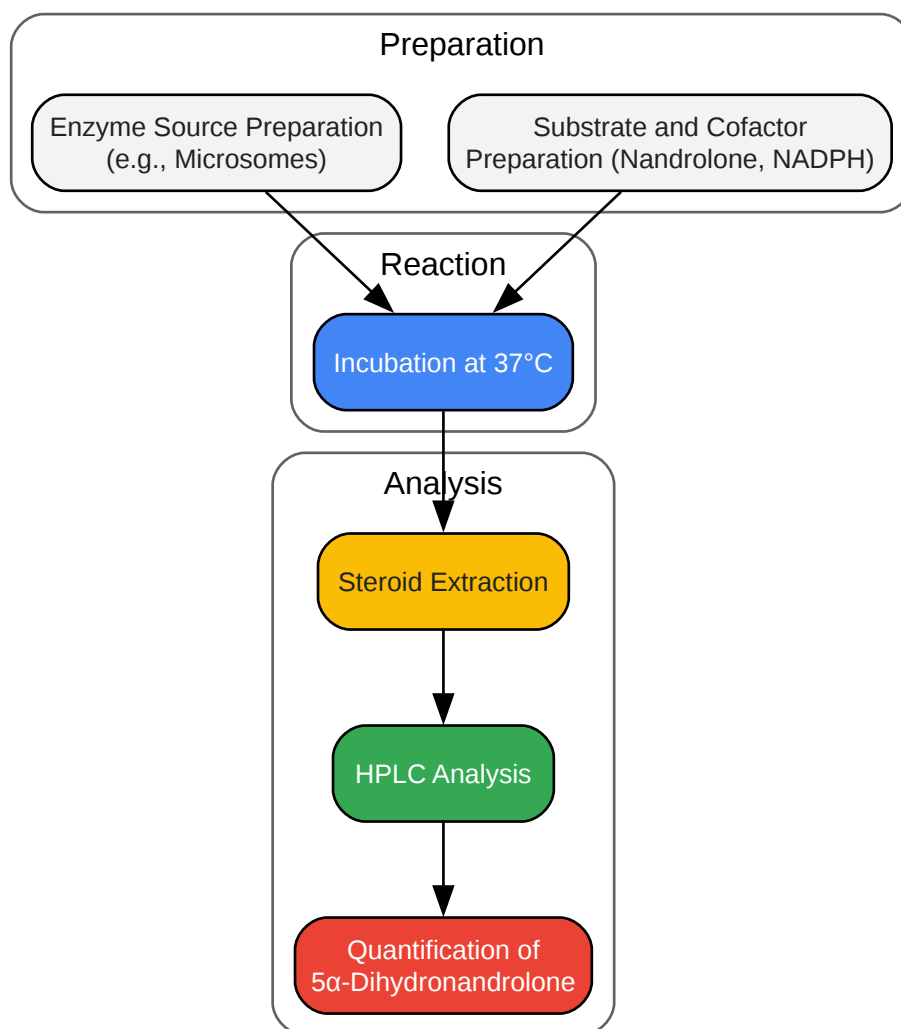 Preparation
Enzyme Source Preparation
(e.g., Microsomes)
Substrate and Cofactor
Preparation (Nandrolone, NADPH)
Reaction
Incubation at 37°C
Analysis
Steroid Extraction
HPLC Analysis
Quantification of
5α-Dihydronandrolone